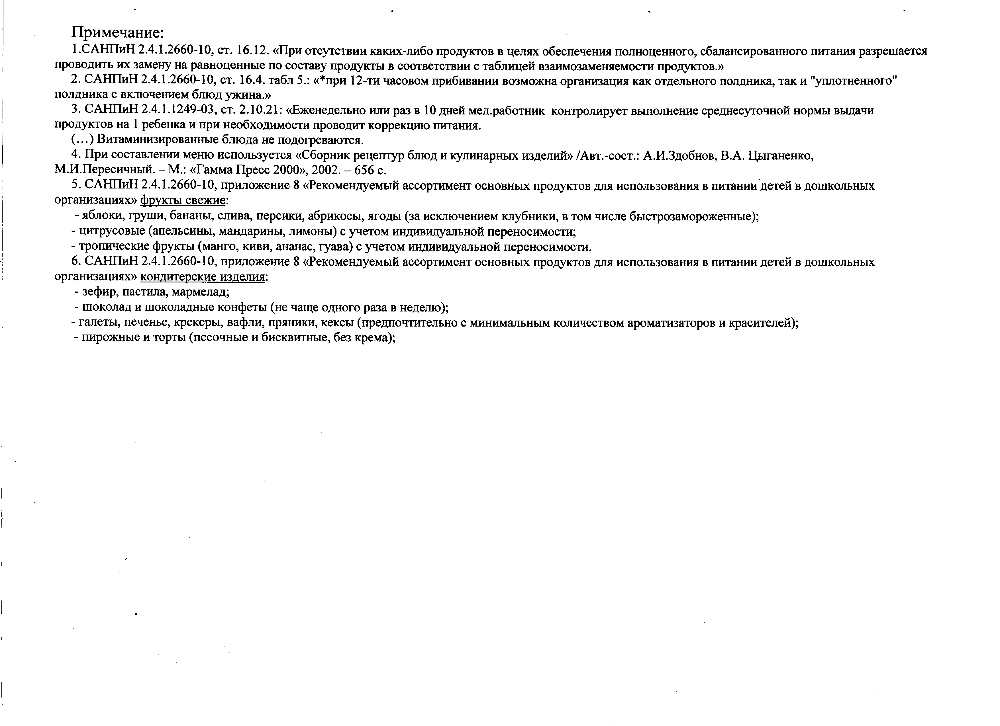 Примечание:
1.САНПиН 2.4.1.2660-10, ст. 16.12. «При отсутствии каких-либо продуктов в целях обеспечения полноценного, сбалансированного питания разрешается
проводить их замену на равноценные по составу продукты в соответствии с таблицей взаимозаменяемости продуктов.»
2. САНПиН 2.4.1.2660-10, ст. 16.4. табл 5.: «*при 12-ти часовом прибивании возможна организация как отдельного полдника, так и "уплотненного"
полдника с включением блюд ужина.»
3. САНПиН 2.4.1.1249-03, ст. 2.10.21: «Еженедельно или раз в 10 дней мед.работник контролирует выполнение среднесуточной нормы выдачи
продуктов на 1 ребенка и при необходимости проводит коррекцию питания.
(…) Витаминизированные блюда не подогреваются.
4. При составлении меню используется «Сборник рецептур блюд и кулинарных изделий» /Авт.-сост.: А.И.Здобнов, В.А. Цыганенко,
М.И.Пересичный. – М.: «Гамма Пресс 2000», 2002. – 656 с.
5. САНПиН 2.4.1.2660-10, приложение 8 «Рекомендуемый ассортимент основных продуктов для использования в питании детей в дошкольных
организациях» фрукты свежие:
- яблоки, груши, бананы, слива, персики, абрикосы, ягоды (за исключением клубники, в том числе быстрозамороженные);
- цитрусовые (апельсины, мандарины, лимоны) с учетом индивидуальной переносимости;
- тропические фрукты (манго, киви, ананас, гуава) с учетом индивидуальной переносимости.
6. САНПиН 2.4.1.2660-10, приложение 8 «Рекомендуемый ассортимент основных продуктов для использования в питании детей в дошкольных
организациях» кондитерские изделия:
- зефир, пастила, мармелад;
- шоколад и шоколадные конфеты (не чаще одного раза в неделю);
- галеты, печенье, крекеры, вафли, пряники, кексы (предпочтительно с минимальным количеством ароматизаторов и красителей);
- пирожные и торты (песочные и бисквитные, без крема);